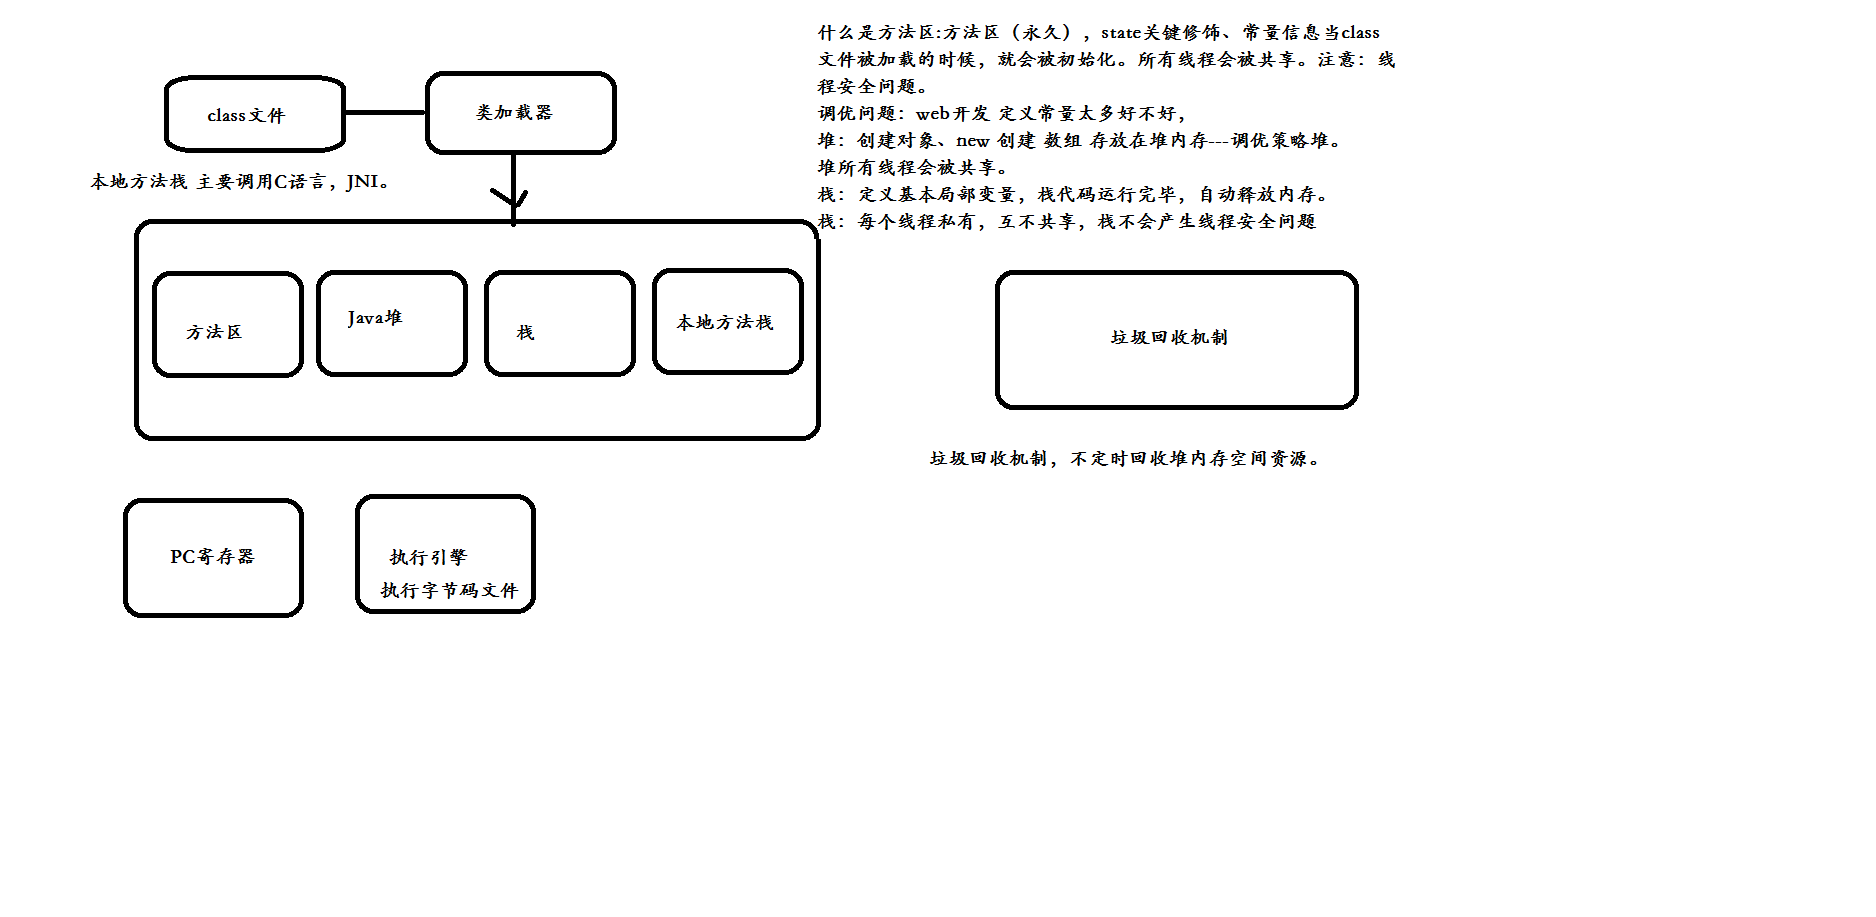 什么是方法区:方法区（永久）, state关键修饰、常量信息当class
文件被加载的时候，就会被初始化。所有线程会被共享。注意：线
程安全问题。
调优问题：web开发 定义常量太多好不好，
堆：创建对象、new 创建 数组 存放在堆内存---调优策略堆。
堆所有线程会被共享。
栈：定义基本局部变量，栈代码运行完毕，自动释放内存。
栈：每个线程私有，互不共享，栈不会产生线程安全问题
class文件
类加载器
本地方法栈 主要调用C语言，JNI。
方法区
Java堆
栈
本地方法栈
垃圾回收机制
垃圾回收机制，不定时回收堆内存空间资源。
PC寄存器
执行引擎
执行字节码文件